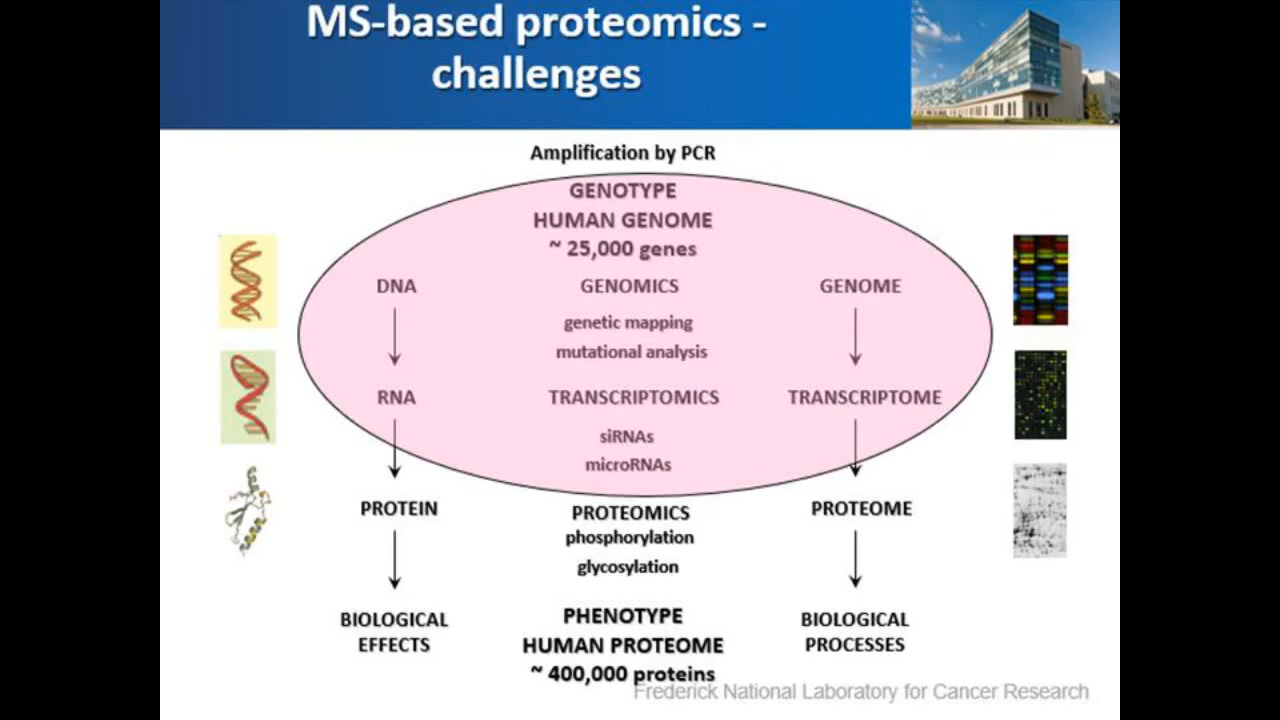 MS-based proteomics -
challenges
Amplification by PCR
GENOTYPE
HUMAN GENOME
~ 25,000 genes
DNA GENOMICS GENOME
genetic mapping
mutational analysis
RNA TRANSCRIPTOMICS TRANSCRIPTOME
siRNAs
microRNAs
PROTEIN PROTEOMICS PROTEOME
phosphorylation
glycosylation
BIOLOGICAL
EFFECTS
PHENOTYPE
HUMAN PROTEOME
~ 400,000 proteins
BIOLOGICAL
PROCESSES
Frederick National Laboratory for Cancer Research